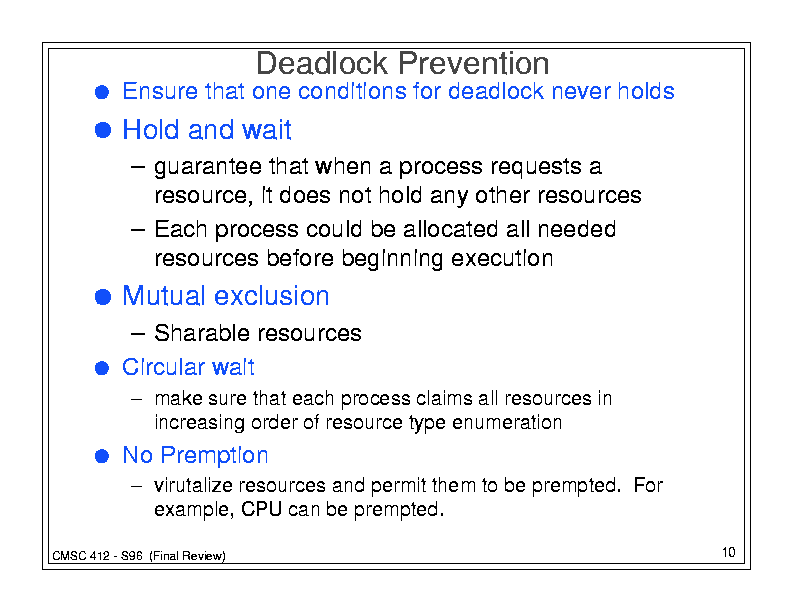 Deadlock Prevention
● Ensure that one conditions for deadlock never holds
● Hold and wait
– guarantee that when a process requests a
resource, it does not hold any other resources
– Each process could be allocated all needed
resources before beginning execution
● Mutual exclusion
– Sharable resources
● Circular wait
– make sure that each process claims all resources in
increasing order of resource type enumeration
● No Premption
– virutalize resources and permit them to be prempted. For
example, CPU can be prempted.
CMSC 412 - S96 (Final Review)
10